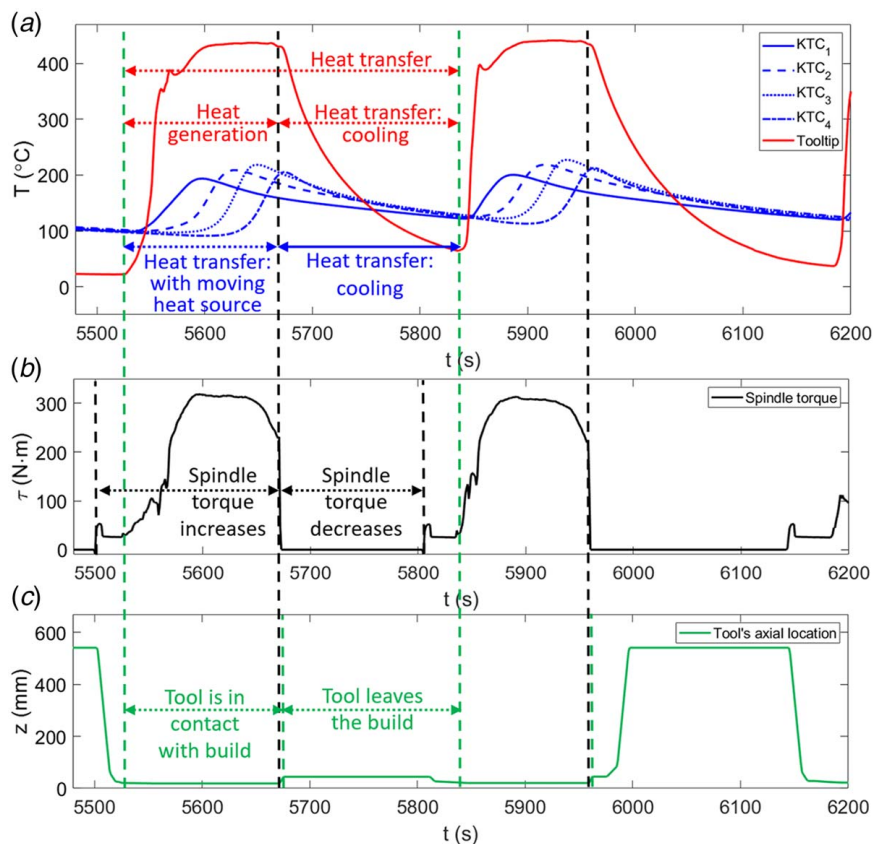 (a)
400
300
200
100
0
T (°C)
Heat transfer
Heat
generation
Heat transfer:
cooling
Heat transfer:
with moving
heat source
Heat transfer:
cooling
KTC1
KTC2
KTC3
KTC4
Tooltip
5500 5600 5700 5800 5900 6000 6100 6200
t (s)
(b)
300
200
100
0
τ (N·m)
Spindle
torque
increases
Spindle
torque
decreases
Spindle torque
5500 5600 5700 5800 5900 6000 6100 6200
t (s)
(c)
600
400
200
0
z (mm)
Tool is in
contact
with build
Tool leaves
the build
Tool's axial location
5500 5600 5700 5800 5900 6000 6100 6200
t (s)